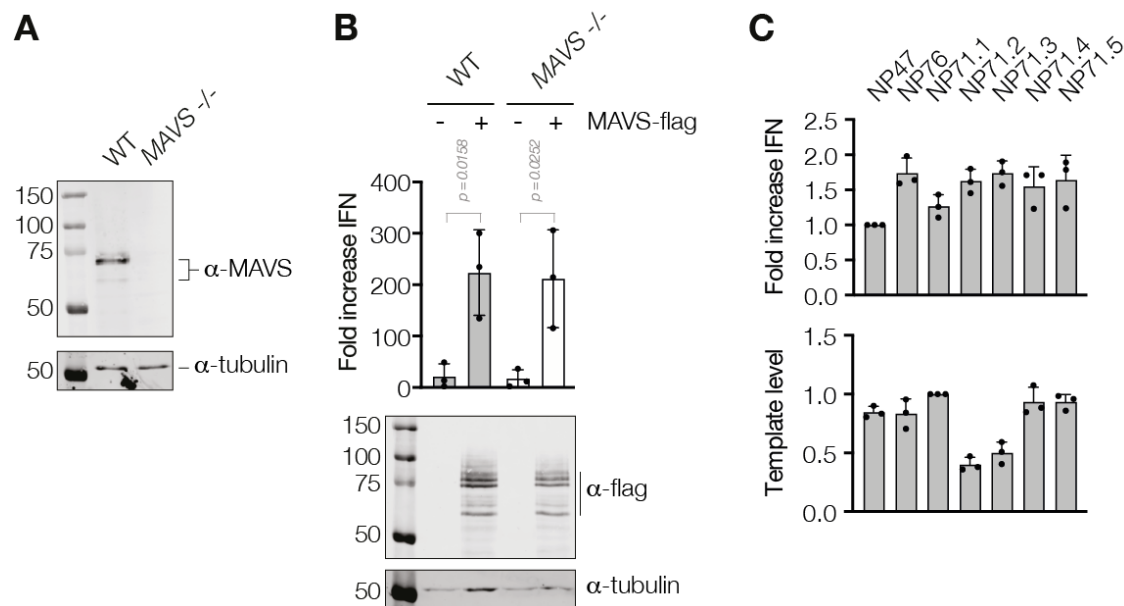 A
WT
MAVS -/-
150
100
75
50
α-MAVS
50
α-tubulin
B
WT
MAVS -/-
- + - +
MAVS-flag
p = 0.0158
p = 0.0252
Fold increase IFN
400
300
200
100
0
150
100
75
50
α-flag
50
α-tubulin
C
NP47
NP76
NP71.1
NP71.2
NP71.3
NP71.4
NP71.5
Fold increase IFN
2.5
2.0
1.5
1.0
0.5
0.0
Template level
1.5
1.0
0.5
0.0